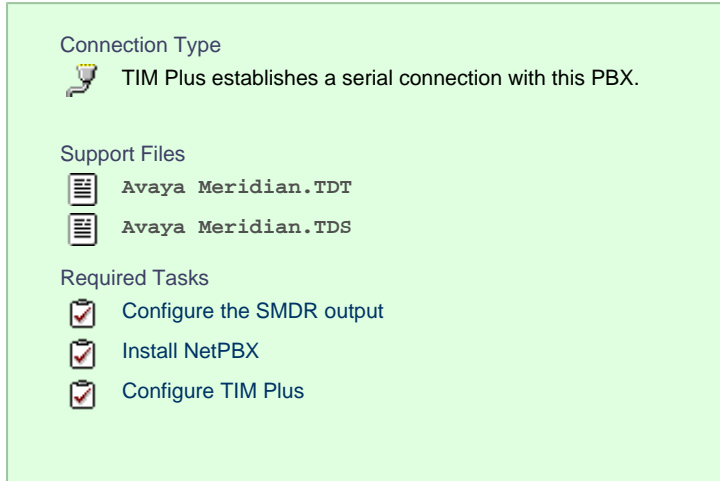 Connection Type
TIM Plus establishes a serial connection with this PBX.
Support Files
Avaya Meridian.TDT
Avaya Meridian.TDS
Required Tasks
Configure the SMDR output
Install NetPBX
Configure TIM Plus